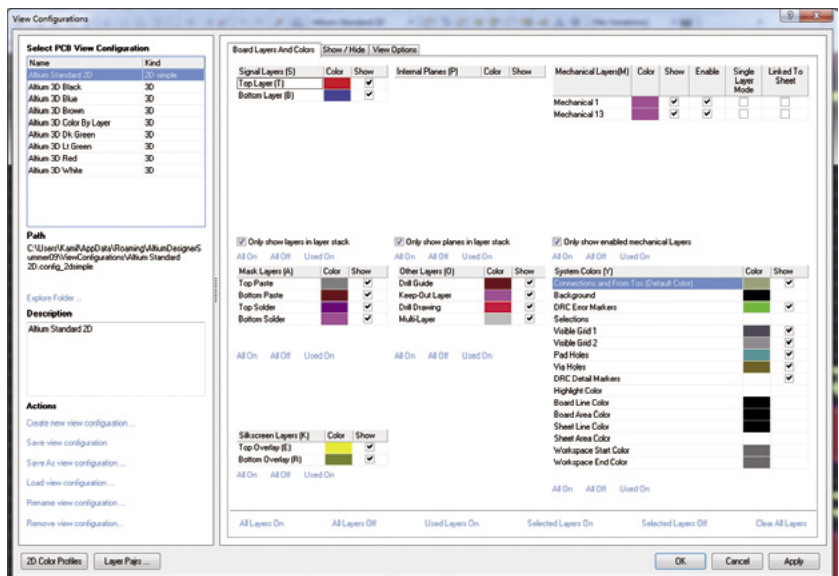 View Configurations
Select PCB View Configuration
Name Kind
Altium Standard 2D 2D simple
Altium 3D Black 3D
Altium 3D Blue 3D
Altium 3D Brown 3D
Altium 3D Color By Layer 3D
Altium 3D Dk Green 3D
Altium 3D Lt Green 3D
Altium 3D Red 3D
Altium 3D White 3D
Path
C:\Users\Kamil\AppData\Roaming\AltiumDesignerS
ummer09\ViewConfigurations\Altium Standard
2D.config_2dsimple
Explore Folder ...
Description
Altium Standard 2D
Actions
Create new view configuration ...
Save view configuration
Save As view configuration ...
Load view configuration ...
Rename view configuration ...
Remove view configuration...
Board Layers And Colors Show / Hide View Options
Signal Layers (S) Color Show
Top Layer (T)
Bottom Layer (B)
Only show layers in layer stack
All On All Off Used On
Internal Planes (P) Color Show
Only show planes in layer stack
All On All Off Used On
Mechanical Layers(M) Color Show Enable Single Layer Mode Linked To Sheet
Mechanical 1
Mechanical 13
Only show enabled mechanical Layers
All On All Off Used On
Mask Layers (A) Color Show
Top Paste
Bottom Paste
Top Solder
Bottom Solder
All On All Off Used On
Other Layers (O) Color Show
Drill Guide
Keep-Out Layer
Drill Drawing
Multi-Layer
All On All Off Used On
System Colors (Y) Color Show
Connections and From Tos (Default Color)
Background
DRC Error Markers
Selections
Visible Grid 1
Visible Grid 2
Pad Holes
Via Holes
DRC Detail Markers
Highlight Color
Board Line Color
Board Area Color
Sheet Line Color
Sheet Area Color
Workspace Start Color
Workspace End Color
All On All Off Used On
Silkscreen Layers (K) Color Show
Top Overlay (E)
Bottom Overlay (R)
All On All Off Used On
All Layers On All Layers Off Used Layers On Selected Layers On Selected Layers Off Clear All Layers
2D Color Profiles Layer Pairs ... OK Cancel Apply